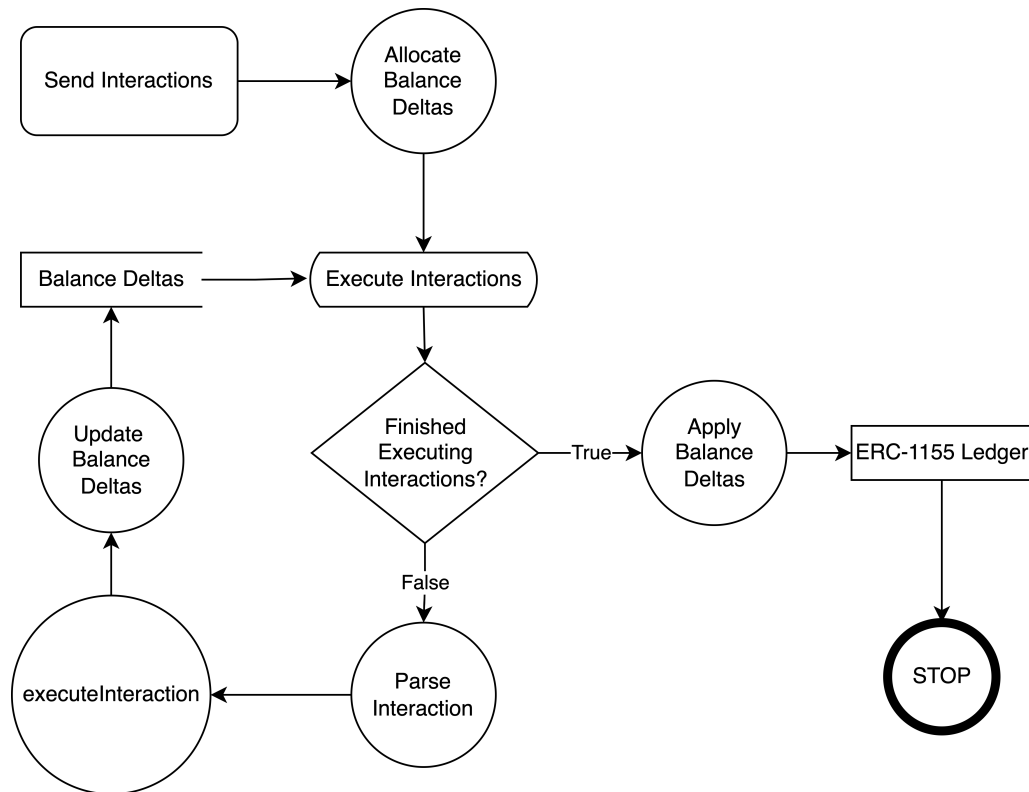 Send Interactions
Allocate
Balance
Deltas
Balance Deltas
Execute Interactions
Update
Balance
Deltas
Finished
Executing
Interactions?
True
Apply
Balance
Deltas
ERC-1155 Ledger
False
executeInteraction
Parse
Interaction
STOP